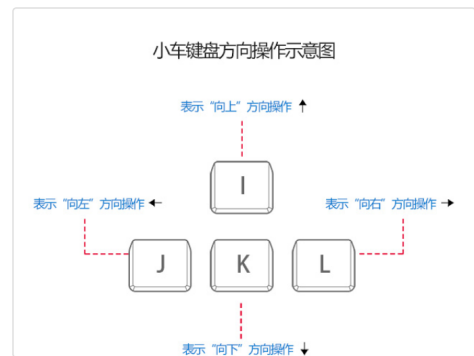 小车键盘方向操作示意图
表示“向上”方向操作 ↑
I
表示“向左”方向操作 ←
表示“向右”方向操作 →
J K L
表示“向下”方向操作 ↓